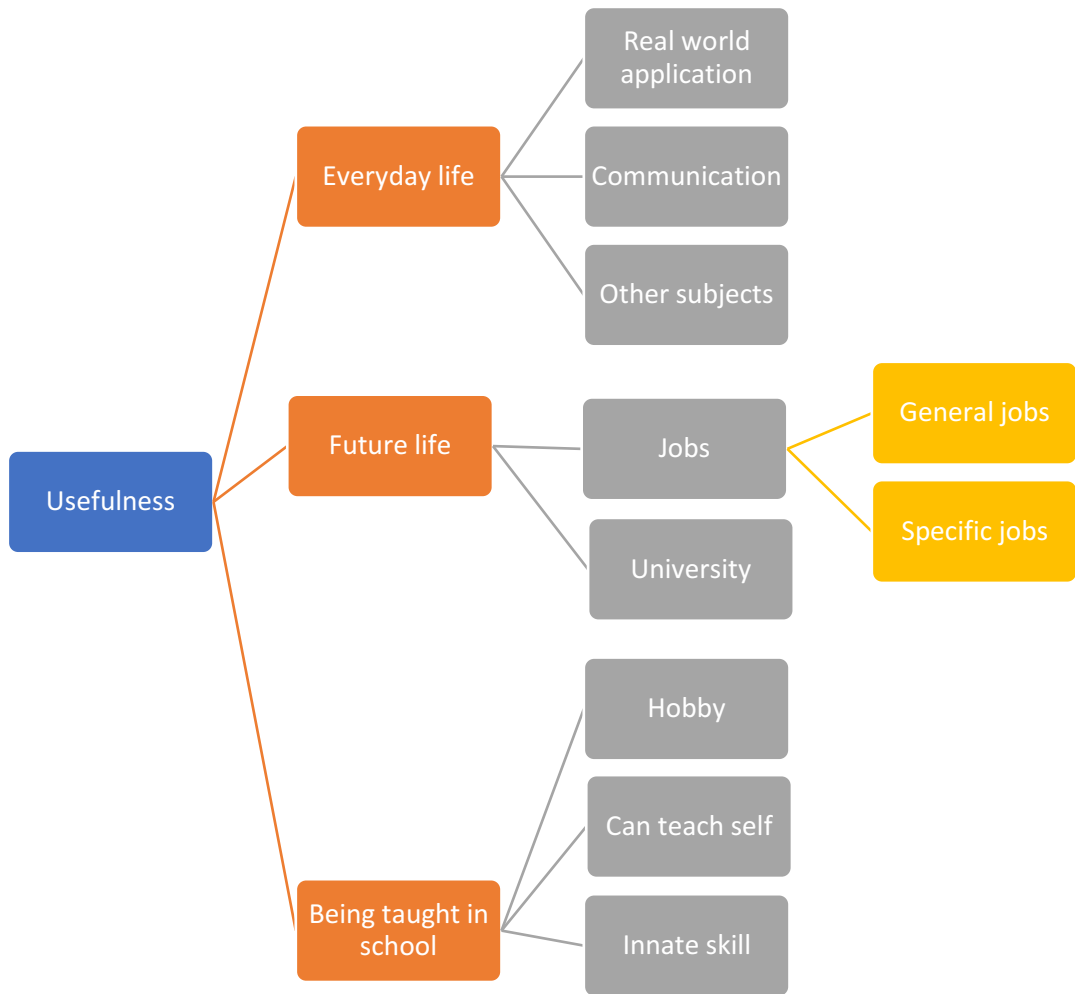 Usefulness
Everyday life
Real world
application
Communication
Other subjects
Future life
Jobs
General jobs
Specific jobs
University
Being taught in
school
Hobby
Can teach self
Innate skill